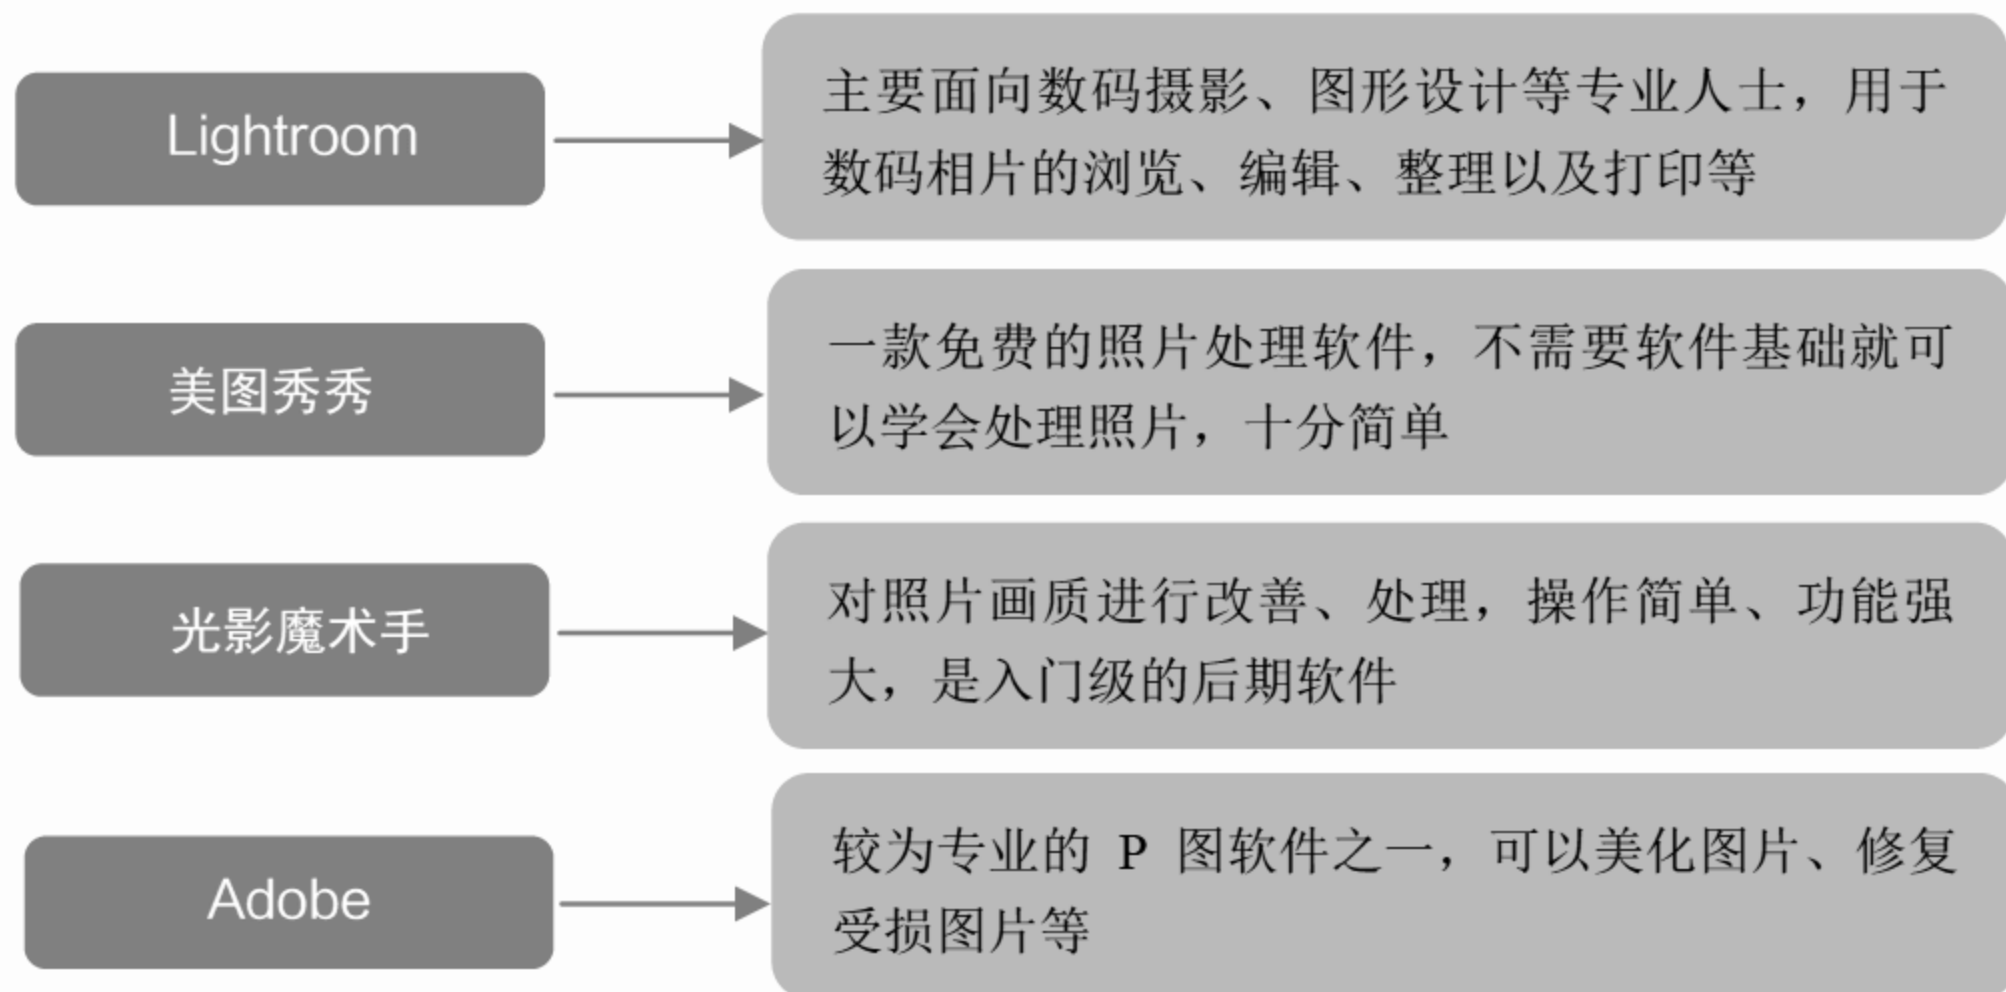 Lightroom
主要面向数码摄影、图形设计等专业人士，用于
数码相片的浏览、编辑、整理以及打印等
美图秀秀
一款免费的照片处理软件，不需要软件基础就可
以学会处理照片，十分简单
光影魔术手
对照片画质进行改善、处理，操作简单、功能强
大，是入门级的后期软件
Adobe
较为专业的 P 图软件之一，可以美化图片、修复
受损图片等